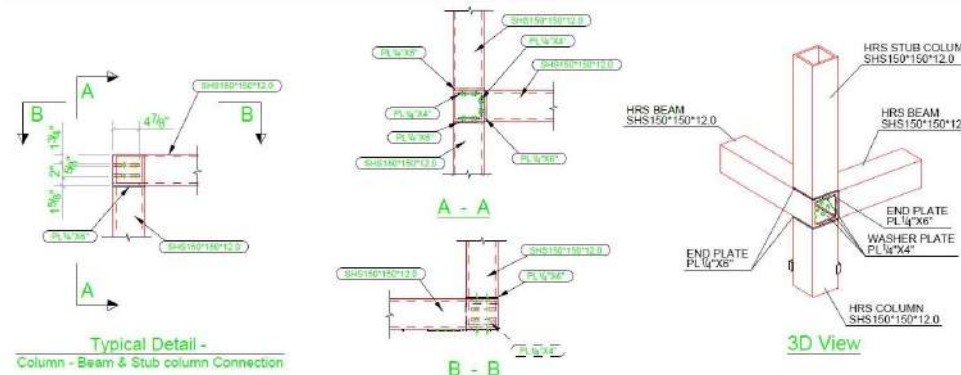 A
B
B
SHS150*150*12.0
4⅞"
1¾"
2"
5/8"
1⅝"
PL¼"X6"
SHS150*150*12.0
A
Typical Detail -
Column - Beam & Stub column Connection
SHS150*150*12.0
PL¼"X6"
PL¼"X4"
SHS150*150*12.0
PL¼"X4"
PL¼"X6"
SHS150*150*12.0
PL¼"X6"
A - A
SHS150*150*12.0
SHS150*150*12.0
PL¼"X6"
PL¼"X4"
B - B
HRS STUB COLUM
SHS150*150*12.0
HRS BEAM
SHS150*150*12.0
HRS BEAM
SHS150*150*12
END PLATE
PL¼"X6"
WASHER PLATE
PL¼"X4"
END PLATE
PL¼"X6"
HRS COLUMN
SHS150*150*12.0
3D View